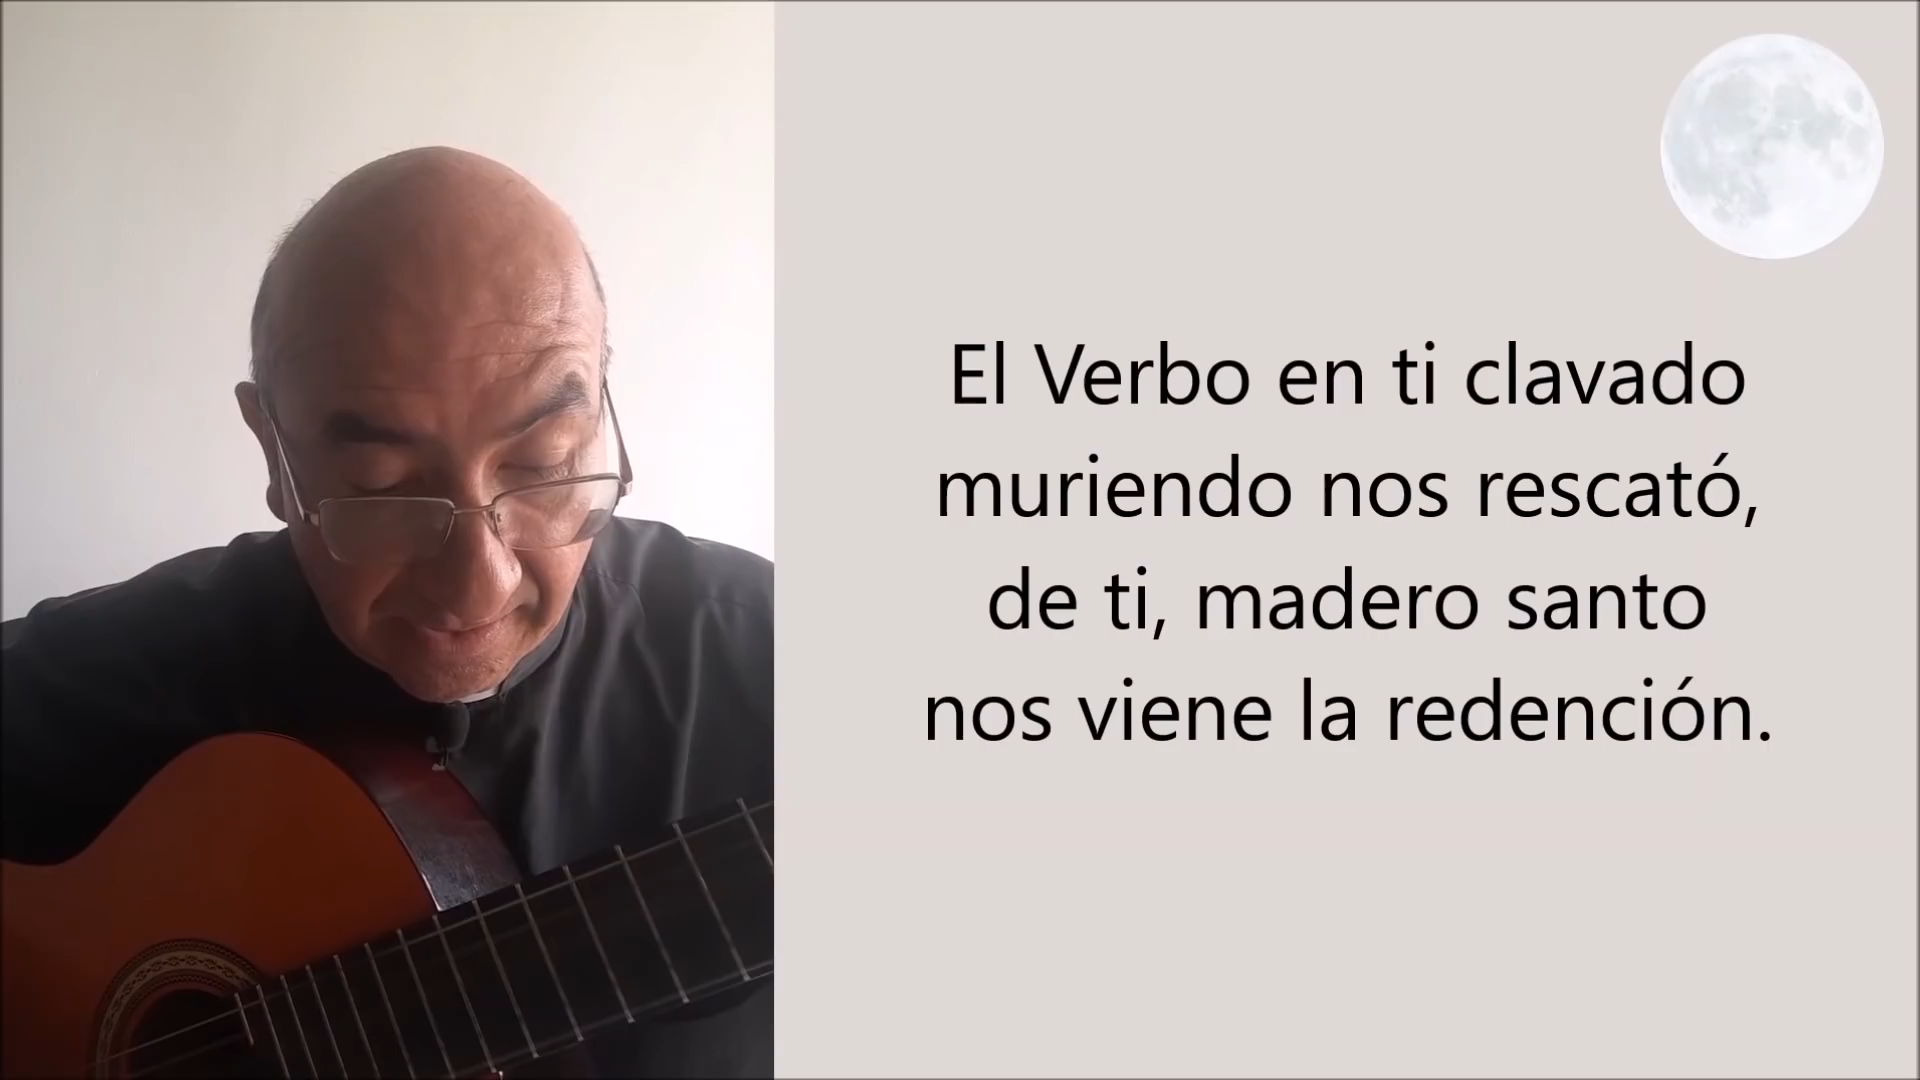 El Verbo en ti clavado
muriendo nos rescató,
de ti, madero santo
nos viene la redención.